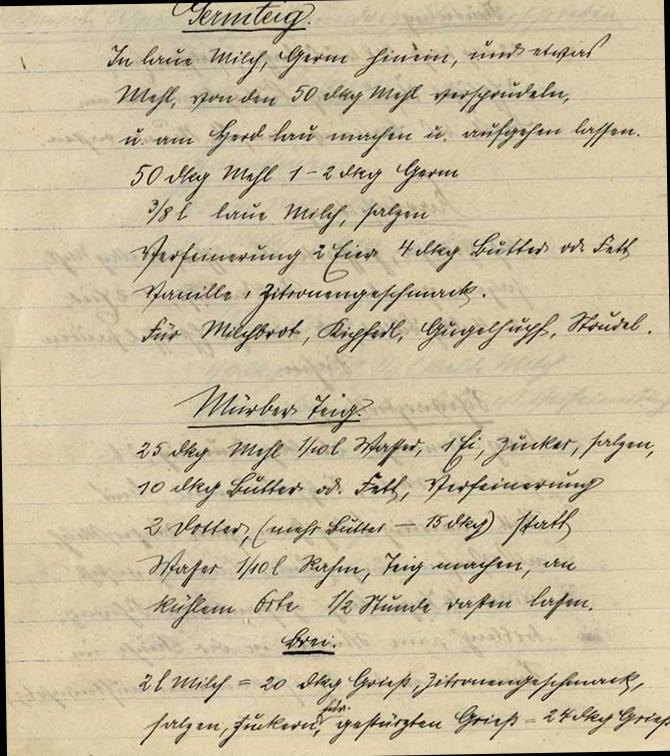 Germteig.
In laue Milch, Germ hinein, und etwas
Mehl, von den 50 dkg Mehl versprudeln,
u. am Herd lau machen u. aufgehen lassen.
50 dkg Mehl 1 - 2 dkg Germ
3/8 l laue Milch, salzen
Verfeinerung 2 Eier 4 dkg Butter od. Fett
Vanille, Zitronengeschmack.
Für Milchbrot, Kipferl, Gugelhupf, Strudel.
Mürber Teig.
25 dkg Mehl 1/10 l Wasser, 1 Ei, Zucker, salzen,
10 dkg Butter od. Fett, Verfeinerung
2 Dotter, (mehr Butter – 15 dkg) statt
Wasser 1/10 l Rahm, Teig machen, an
kühlem Orte 1/2 Stunde rasten lassen.
Brei.
2 l Milch = 20 dkg Grieß, Zitronengeschmack,
salzen, zuckern, für gestürzten Grieß = 24 dkg Grieß